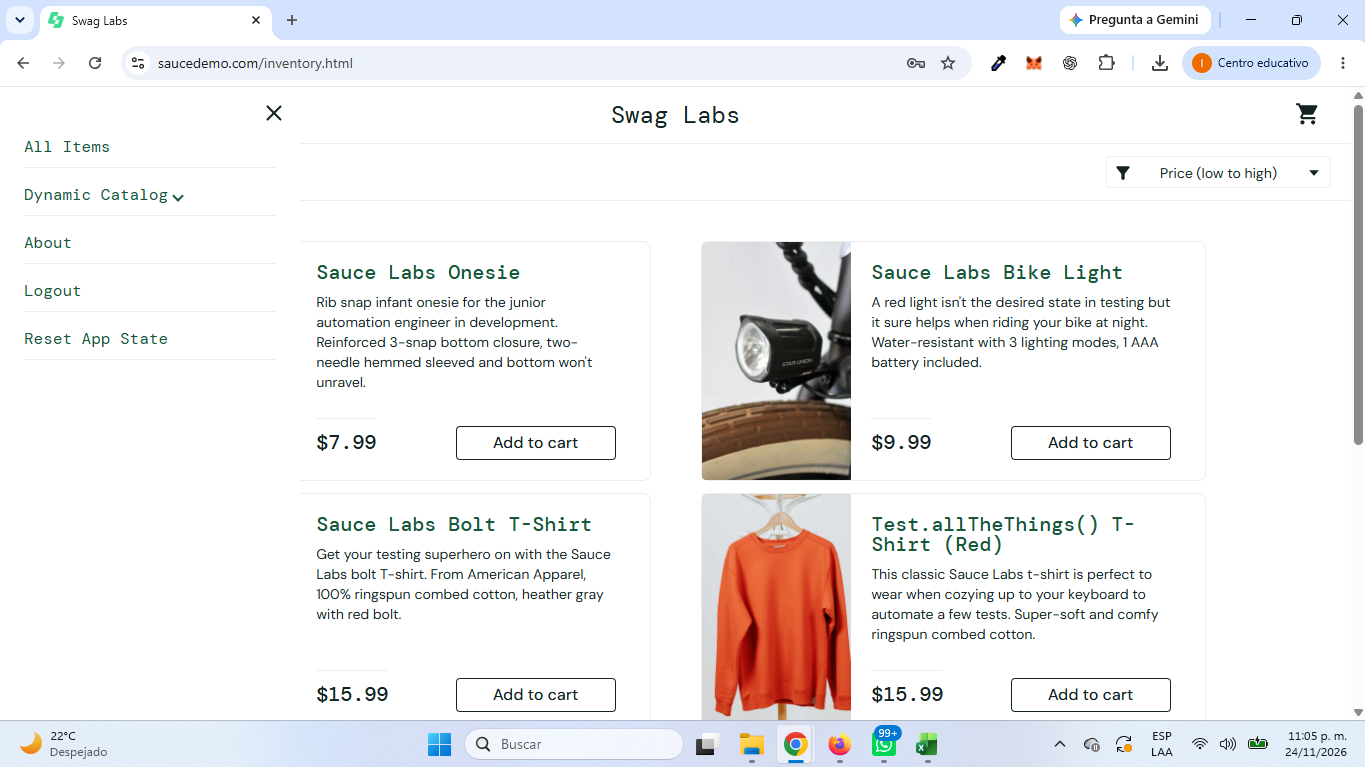 Swag Labs
Pregunta a Gemini
saucedemo.com/inventory.html
Centro educativo
All Items
Dynamic Catalog
About
Logout
Reset App State
Swag Labs
Price (low to high)
Sauce Labs Onesie
Rib snap infant onesie for the junior
automation engineer in development.
Reinforced 3-snap bottom closure, two-
needle hemmed sleeved and bottom won't
unravel.
$7.99
Add to cart
Sauce Labs Bike Light
A red light isn't the desired state in testing but
it sure helps when riding your bike at night.
Water-resistant with 3 lighting modes, 1 AAA
battery included.
$9.99
Add to cart
Sauce Labs Bolt T-Shirt
Get your testing superhero on with the Sauce
Labs bolt T-shirt. From American Apparel,
100% ringspun combed cotton, heather gray
with red bolt.
$15.99
Add to cart
Test.allTheThings() T-
Shirt (Red)
This classic Sauce Labs t-shirt is perfect to
wear when cozying up to your keyboard to
automate a few tests. Super-soft and comfy
ringspun combed cotton.
$15.99
Add to cart
22°C
Despejado
Buscar
99+
ESP
LAA
11:05 p. m.
24/11/2026